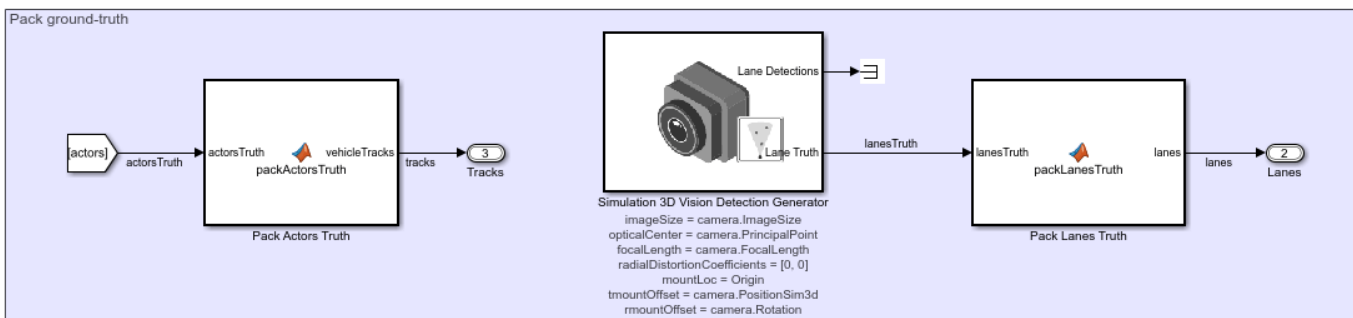 Pack ground-truth
[actors]
actorsTruth
actorsTruth
packActorsTruth
vehicleTracks
Pack Actors Truth
tracks
3
Tracks
Lane Detections
Lane Truth
Simulation 3D Vision Detection Generator
imageSize = camera.ImageSize
opticalCenter = camera.PrincipalPoint
focalLength = camera.FocalLength
radialDistortionCoefficients = [0, 0]
mountLoc = Origin
tmountOffset = camera.PositionSim3d
rmountOffset = camera.Rotation
lanesTruth
lanesTruth
packLanesTruth
lanes
Pack Lanes Truth
lanes
2
Lanes